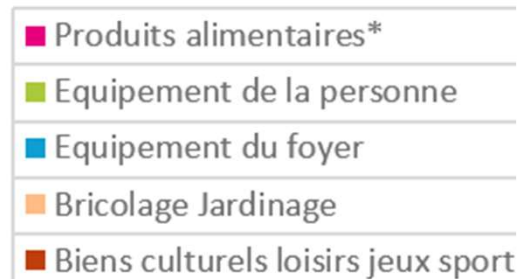 Produits alimentaires*
Equipement de la personne
Equipement du foyer
Bricolage Jardinage
Biens culturels loisirs jeux sport